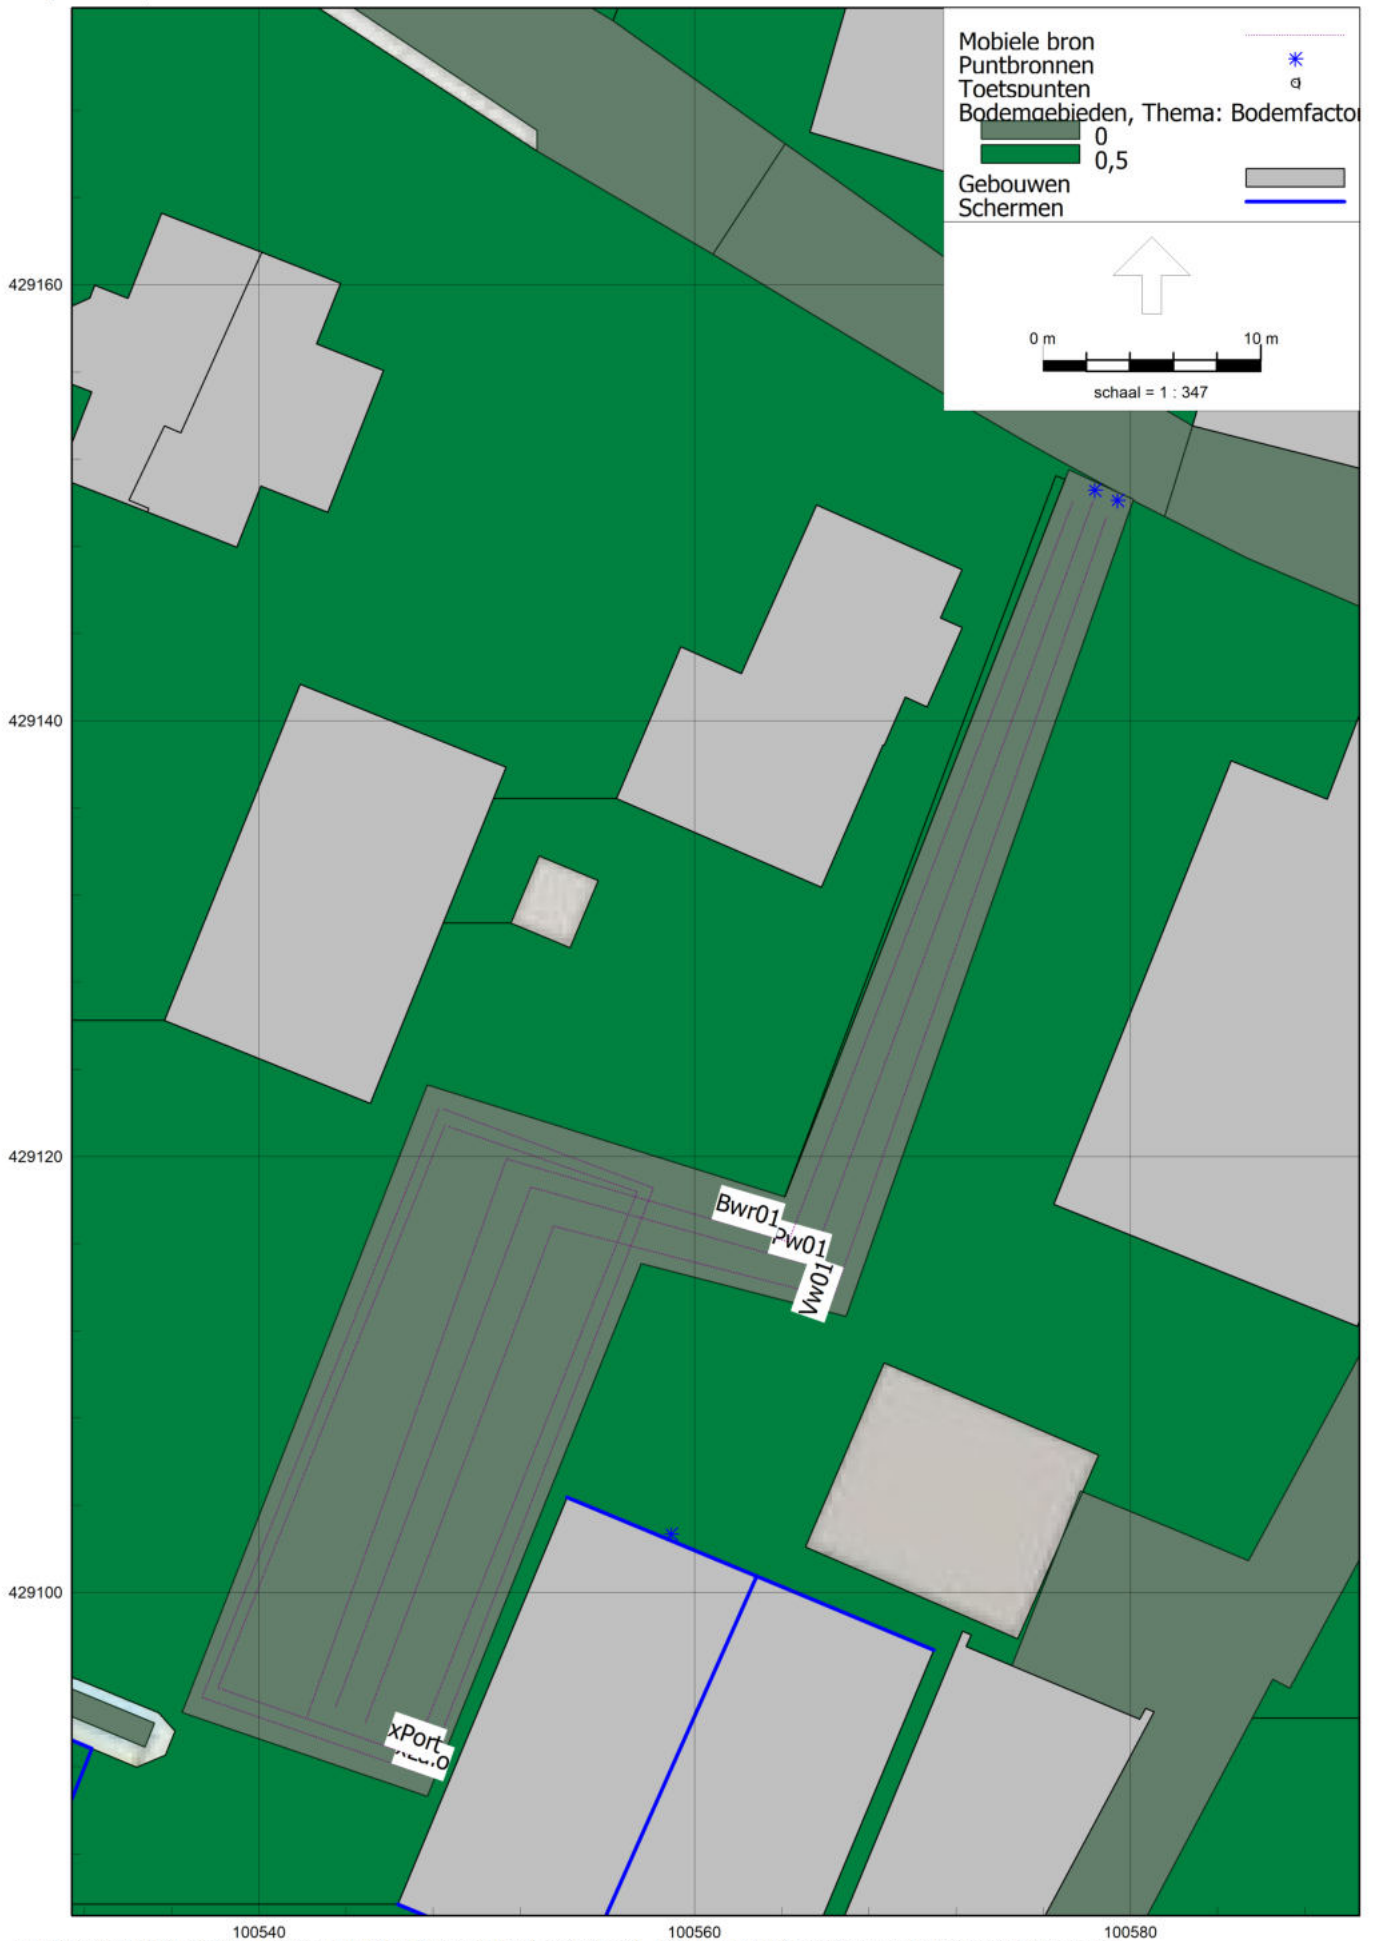 Mobiele bron
Puntbronnen
Toetspunten
Bodemgebieden, Thema: Bodemfactor
0
0,5
Gebouwen
Schermen
0 m 10 m
schaal = 1 : 347
429160
429140
429120
429100
Bwr01
Pw01
Vw01
xPort
100540 100560 100580